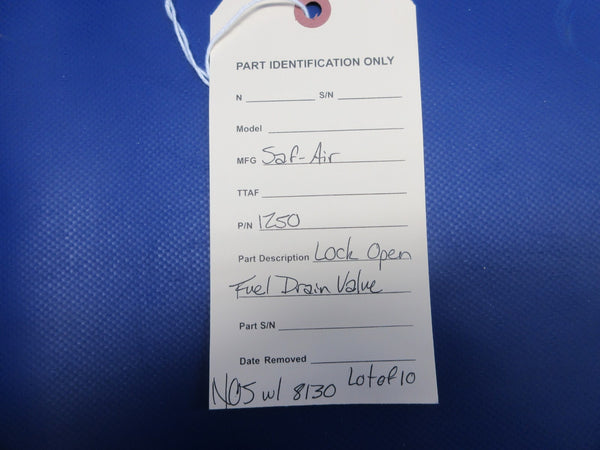 PART IDENTIFICATION ONLY
N S/N
Model
MFG Saf-Air
TTAF
P/N 1250
Part Description Lock Open
Fuel Drain Valve
Part S/N
Date Removed
NOS w/ 8130 Lot of 10